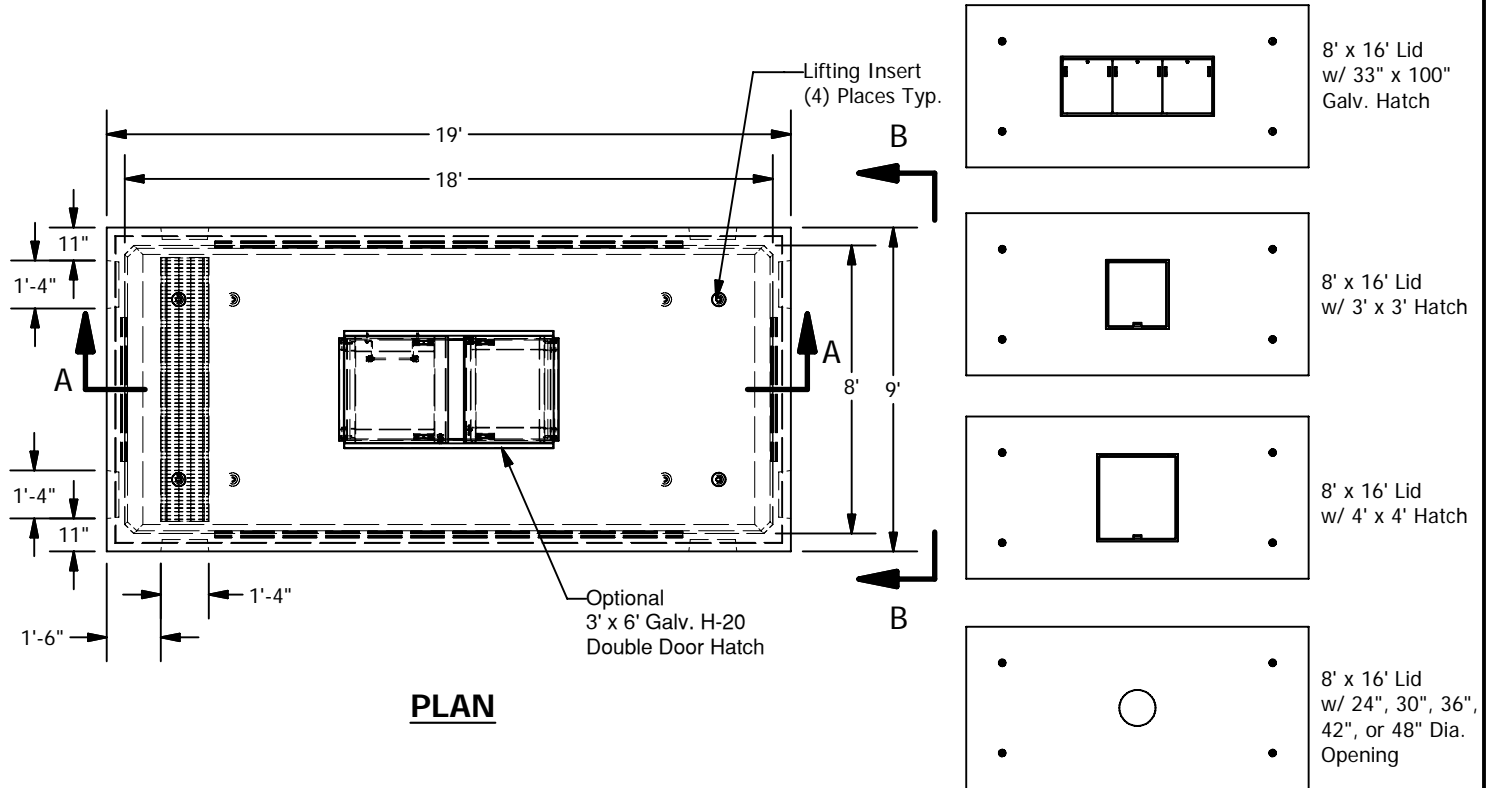 Lifting Insert
(4) Places Typ.
19'
18'
B
11"
1'-4"
A
A
8'
9'
1'-4"
11"
1'-4"
1'-6"
Optional
3' x 6' Galv. H-20
Double Door Hatch
B
PLAN
8' x 16' Lid
w/ 33" x 100"
Galv. Hatch
8' x 16' Lid
w/ 3' x 3' Hatch
8' x 16' Lid
w/ 4' x 4' Hatch
8' x 16' Lid
w/ 24", 30", 36",
42", or 48" Dia.
Opening